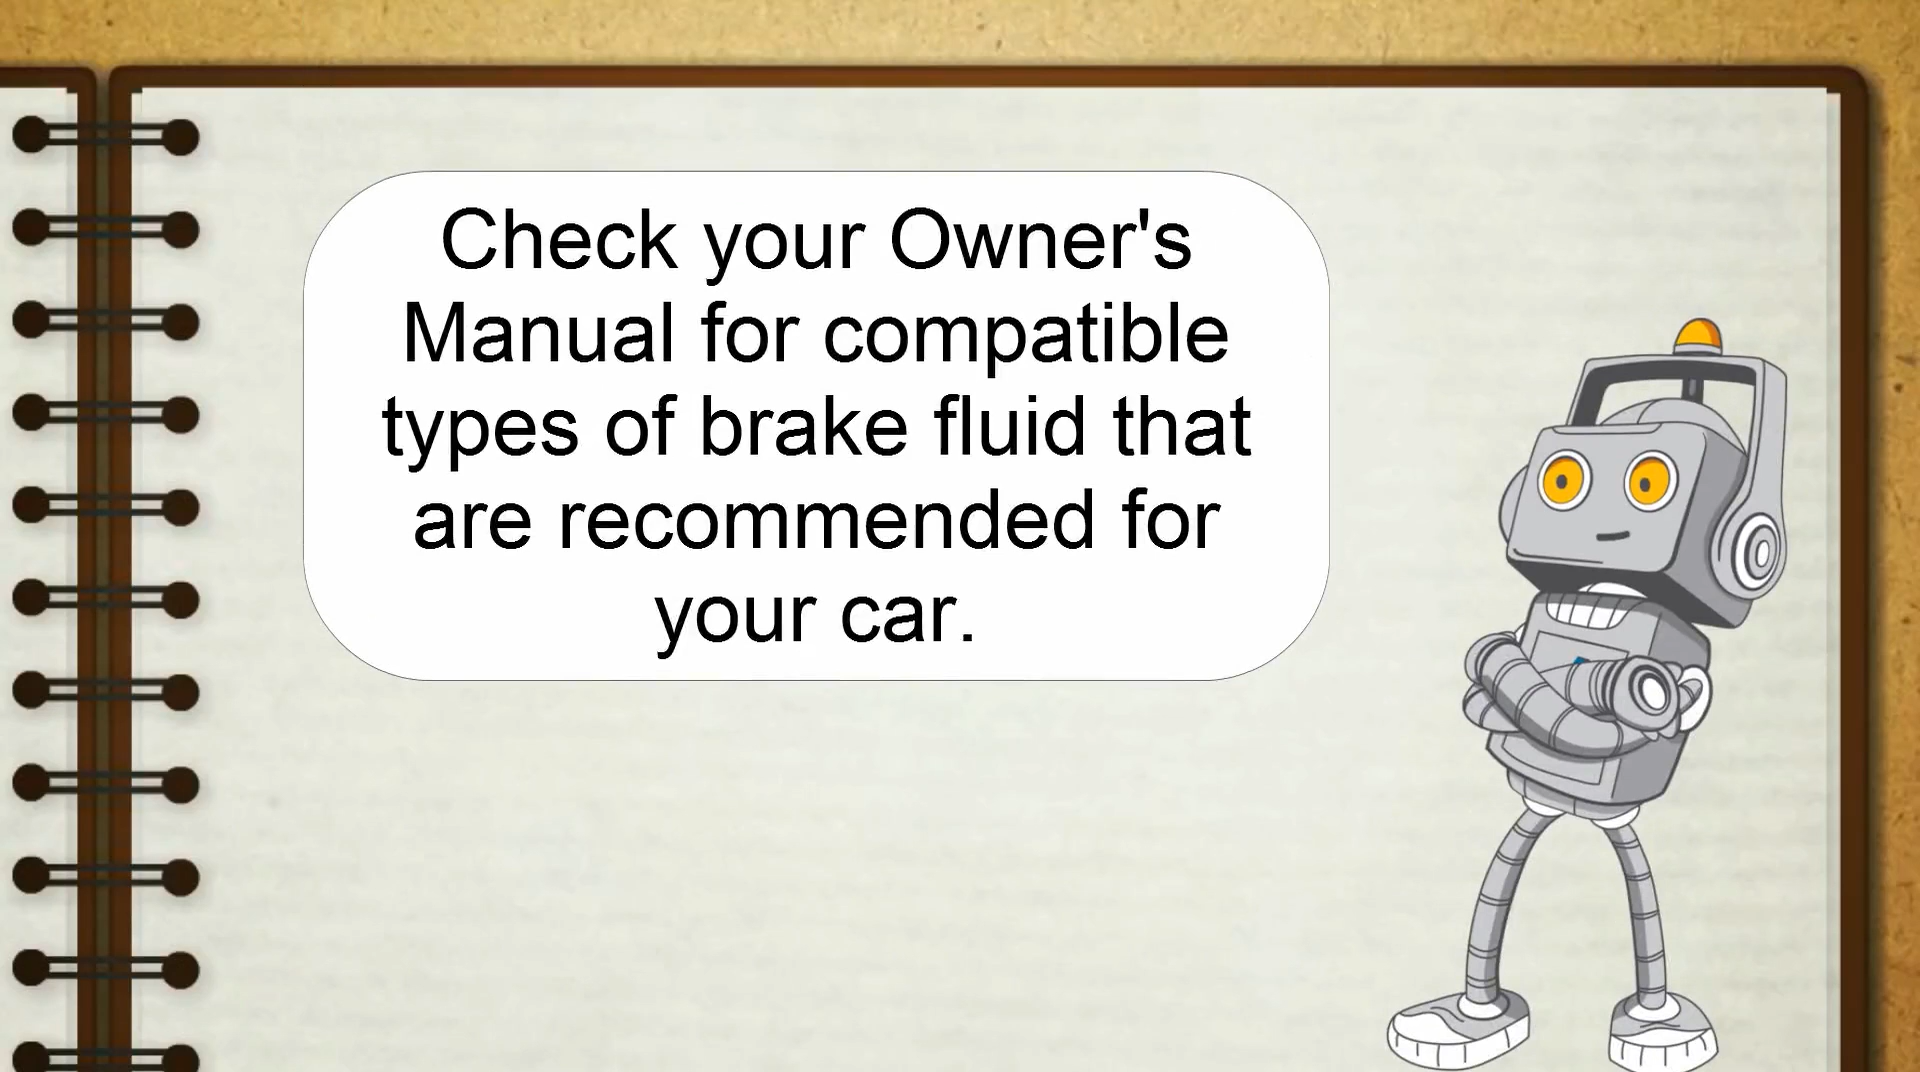 Check your Owner's
Manual for compatible
types of brake fluid that
are recommended for
your car.